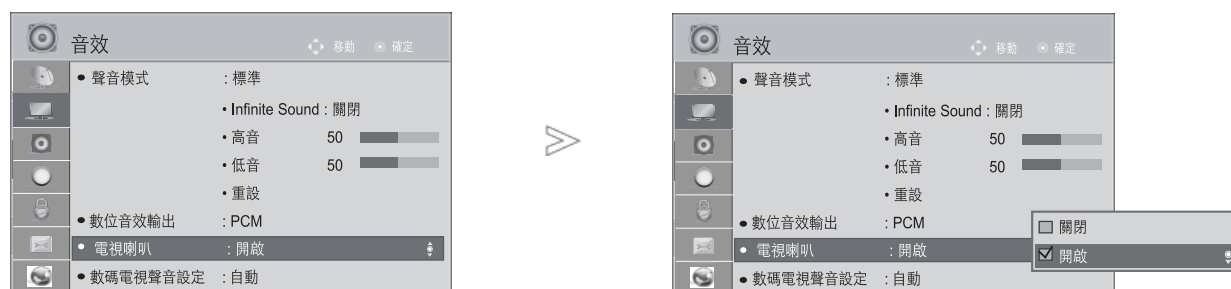 音效 移動 確定
● 聲音模式 : 標準
• Infinite Sound : 關閉
• 高音 50
• 低音 50
• 重設
● 數位音效輸出 : PCM
● 電視喇叭 : 開啟
● 數碼電視聲音設定 : 自動
音效 移動 確定
● 聲音模式 : 標準
• Infinite Sound : 關閉
• 高音 50
• 低音 50
• 重設
● 數位音效輸出 : PCM
● 電視喇叭 : 開啟
● 數碼電視聲音設定 : 自動
關閉
開啟